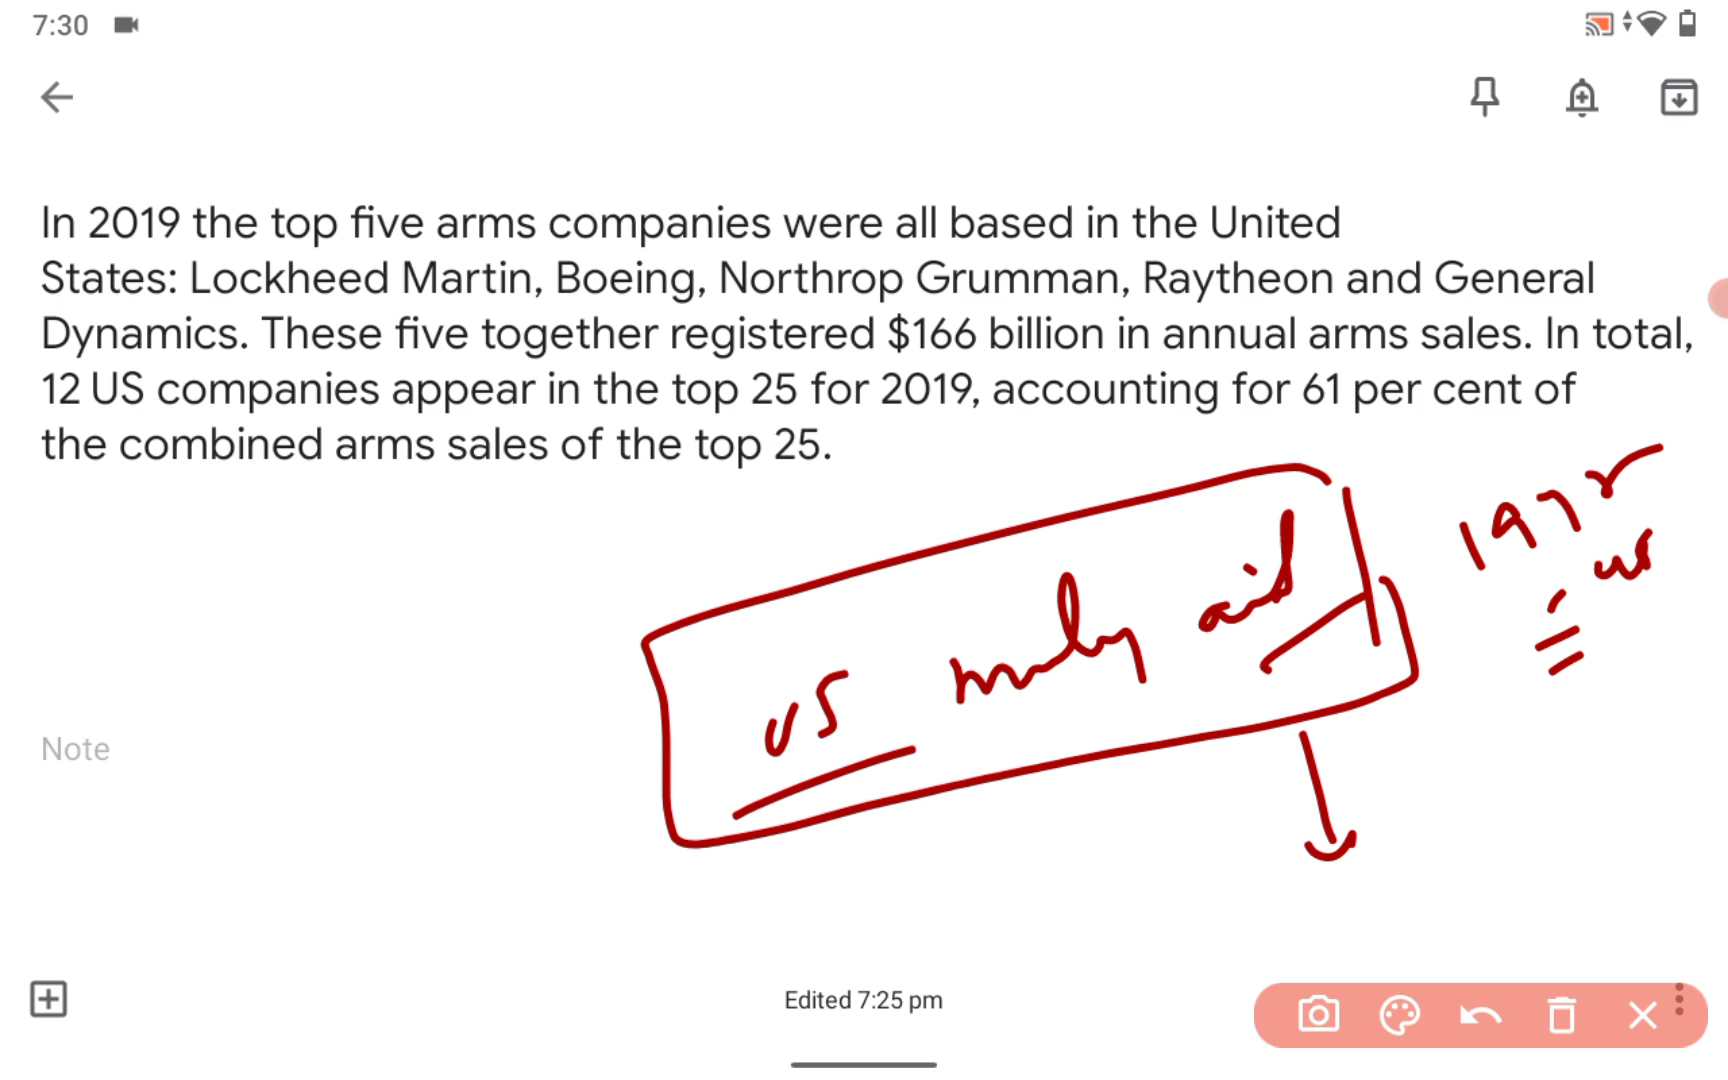 7:30
In 2019 the top five arms companies were all based in the United
States: Lockheed Martin, Boeing, Northrop Grumman, Raytheon and General
Dynamics. These five together registered $166 billion in annual arms sales. In total,
12 US companies appear in the top 25 for 2019, accounting for 61 per cent of
the combined arms sales of the top 25.
US aid
Note
Edited 7:25 pm